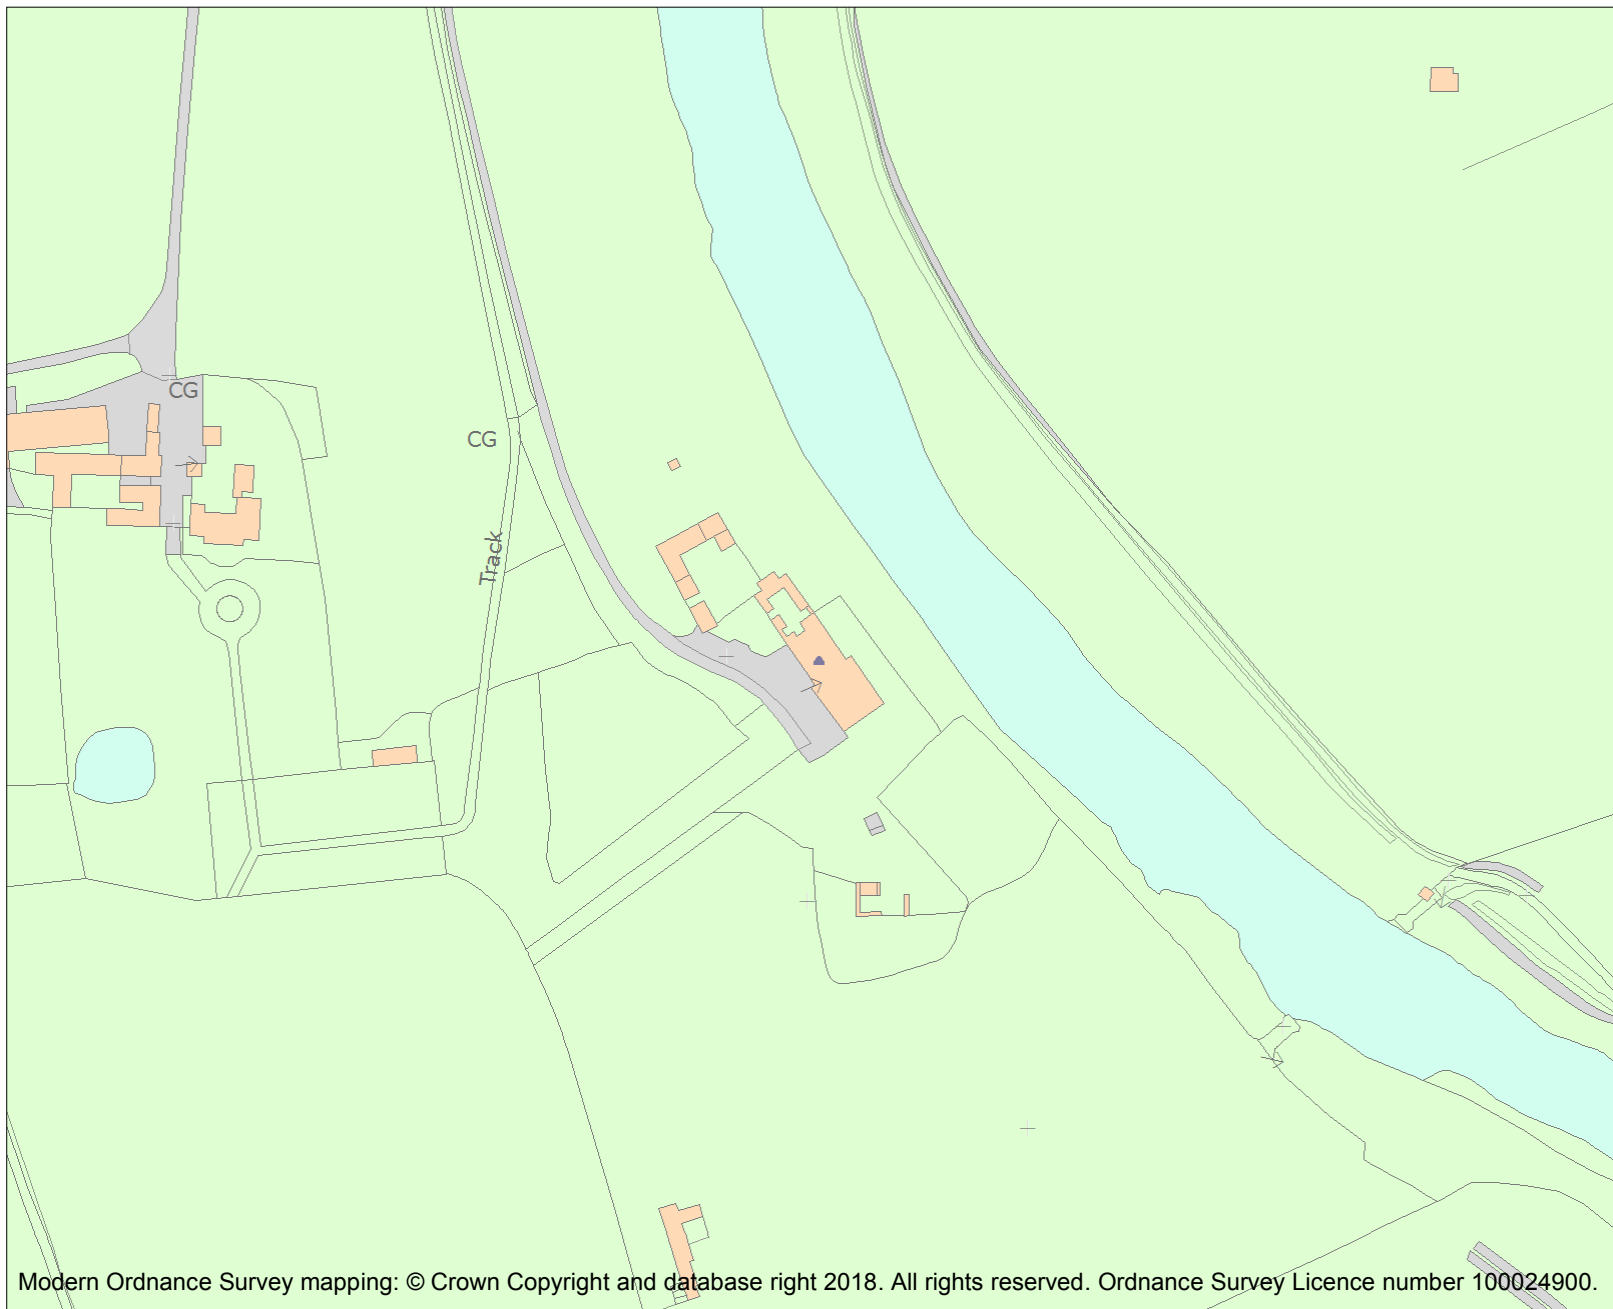 CG
CG
Track
Modern Ordnance Survey mapping: © Crown Copyright and database right 2018. All rights reserved. Ordnance Survey Licence number 100024900.